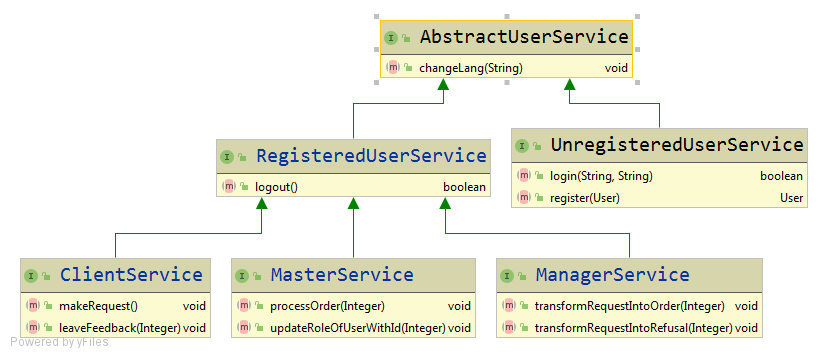 AbstractUserService
changeLang(String) void
RegisteredUserService
logout() boolean
UnregisteredUserService
login(String, String) boolean
register(User) User
ClientService
makeRequest() void
leaveFeedback(Integer) void
MasterService
processOrder(Integer) void
updateRoleOfUserWithId(Integer) void
ManagerService
transformRequestIntoOrder(Integer) void
transformRequestIntoRefusal(Integer) void
Powered by yFiles